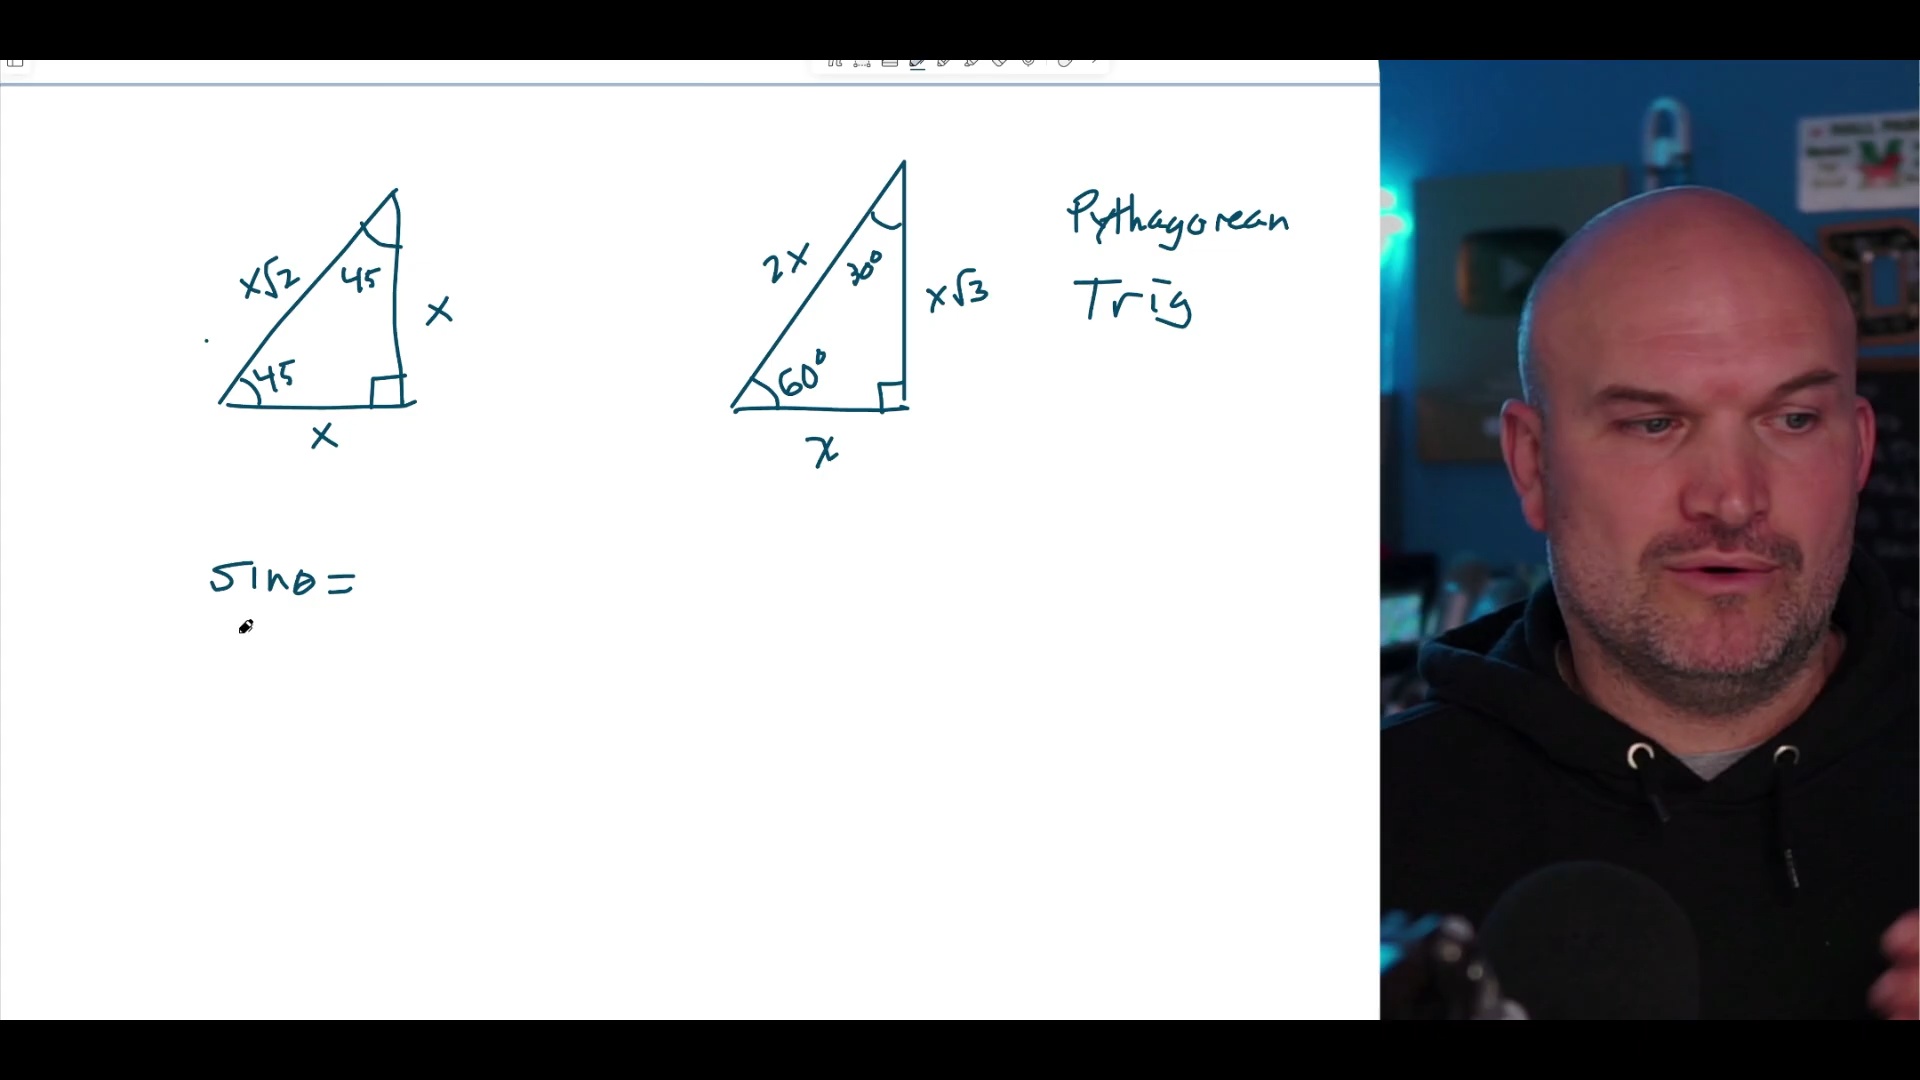 x√2
45
x
45
x
2x
30°
x√3
60°
x
Pythagorean
Trig
sinθ=